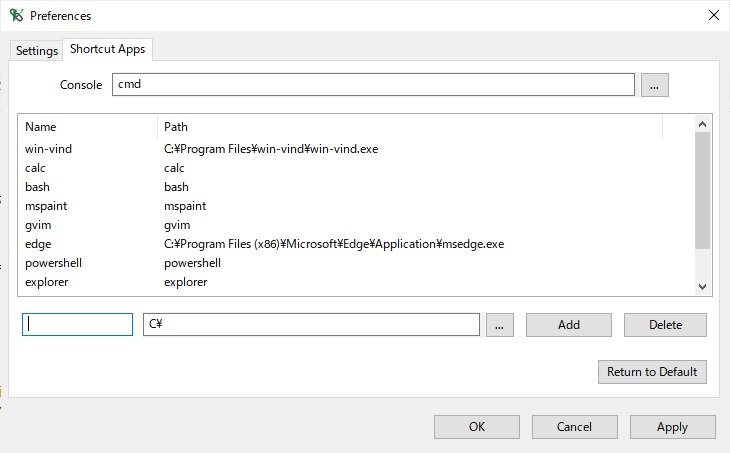 Preferences
Settings Shortcut Apps
Console cmd ...
Name Path
win-vind C:¥Program Files¥win-vind¥win-vind.exe
calc calc
bash bash
mspaint mspaint
gvim gvim
edge C:¥Program Files (x86)¥Microsoft¥Edge¥Application¥msedge.exe
powershell powershell
explorer explorer
C¥ ... Add Delete
Return to Default
OK Cancel Apply